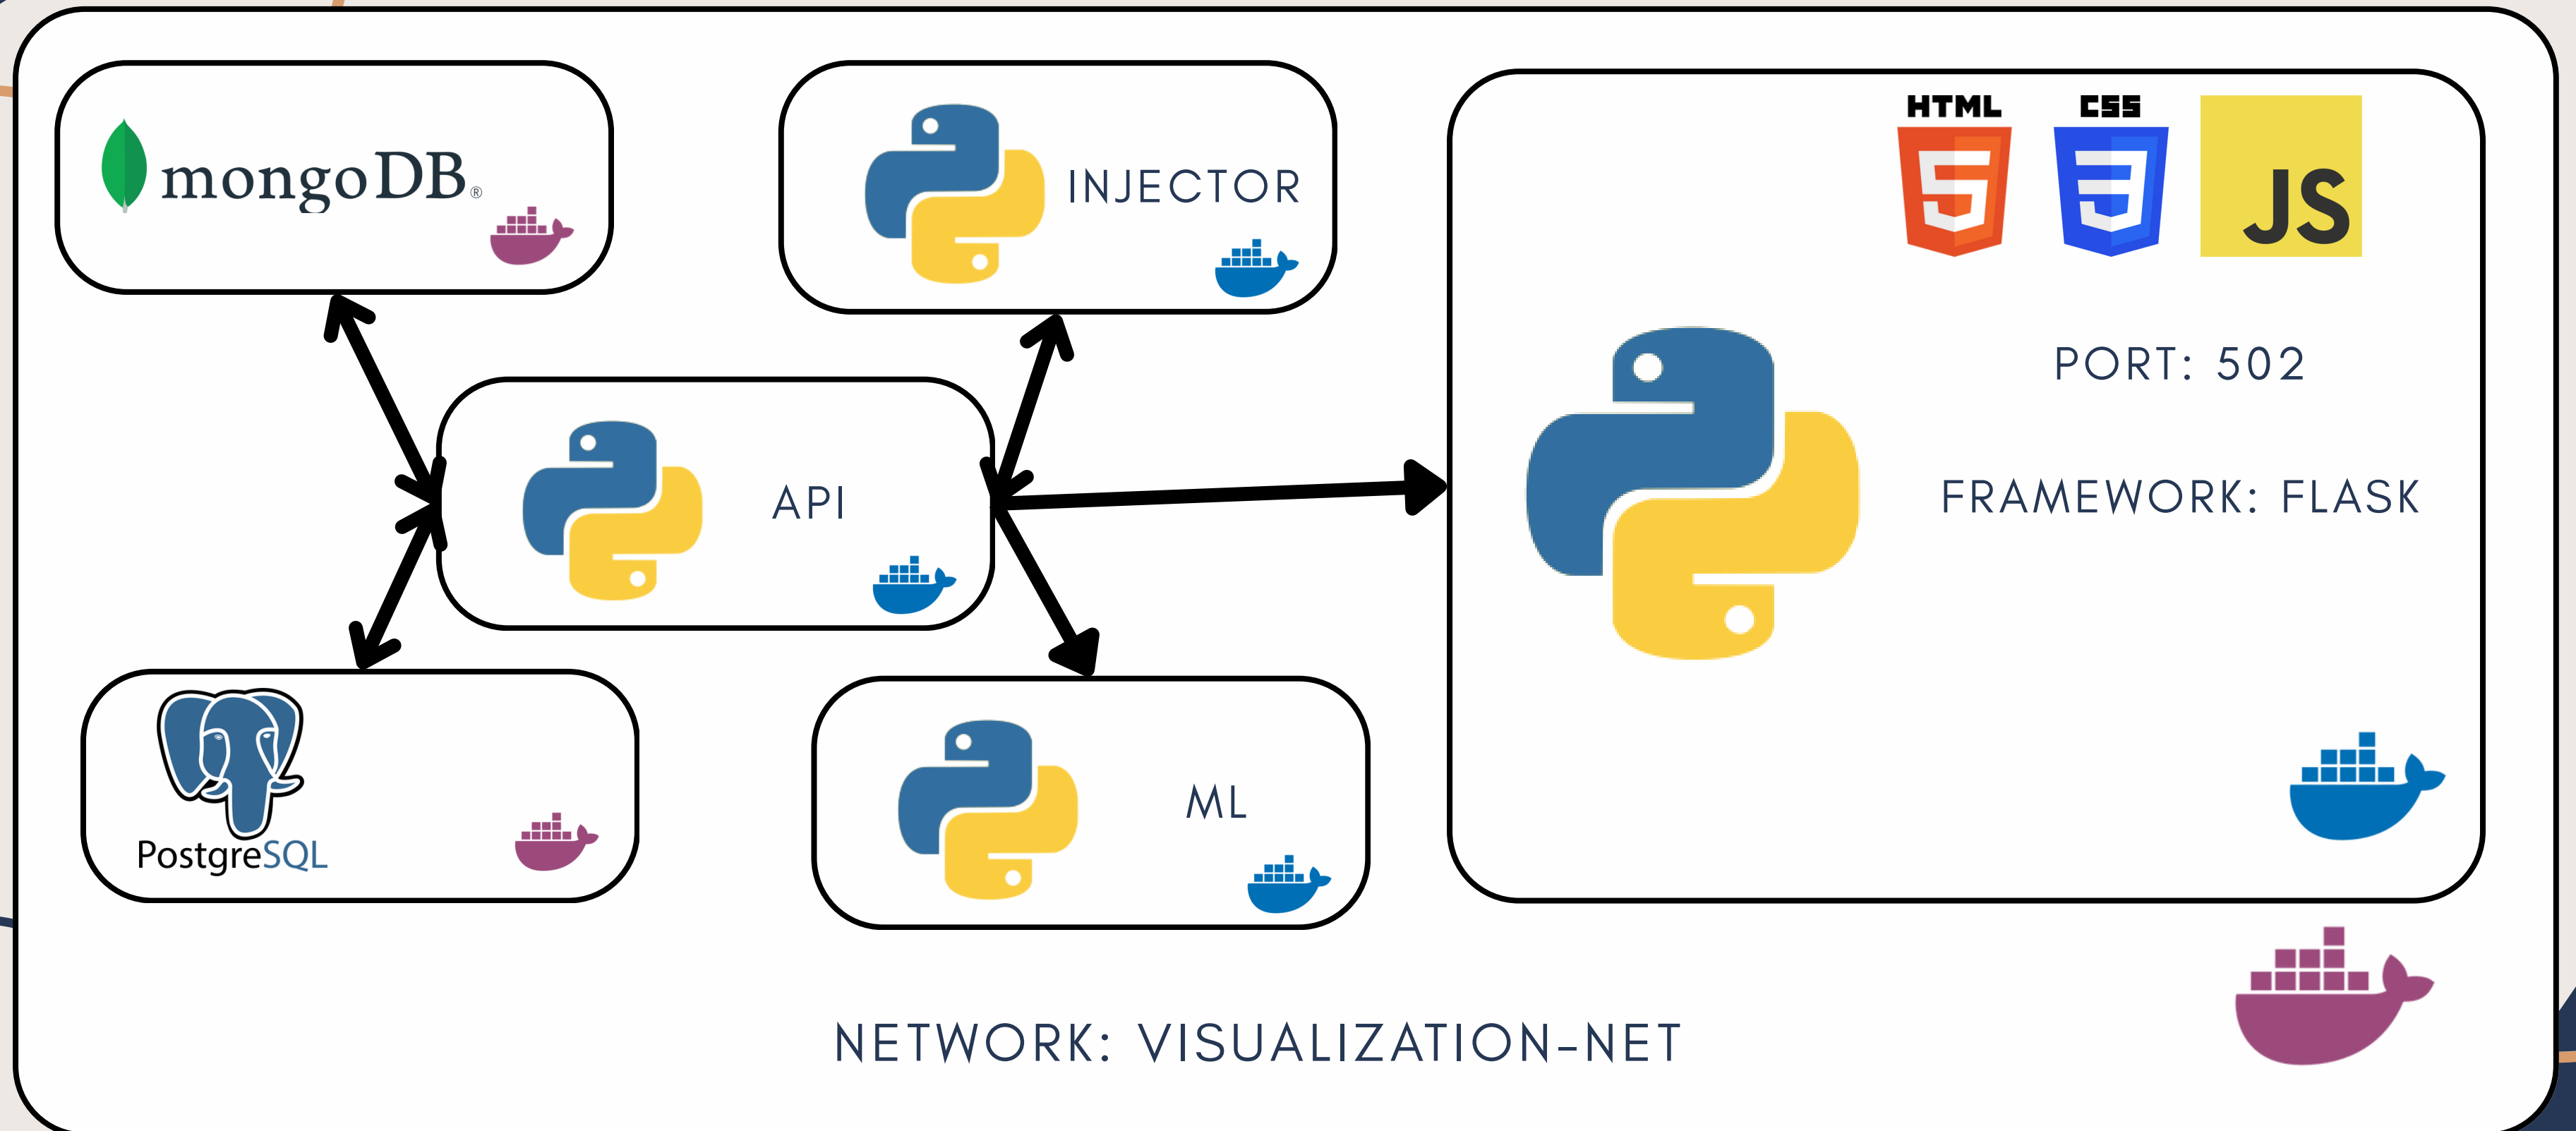 mongoDB®
INJECTOR
HTML
CSS
JS
PORT: 502
FRAMEWORK: FLASK
API
PostgreSQL
ML
NETWORK: VISUALIZATION-NET